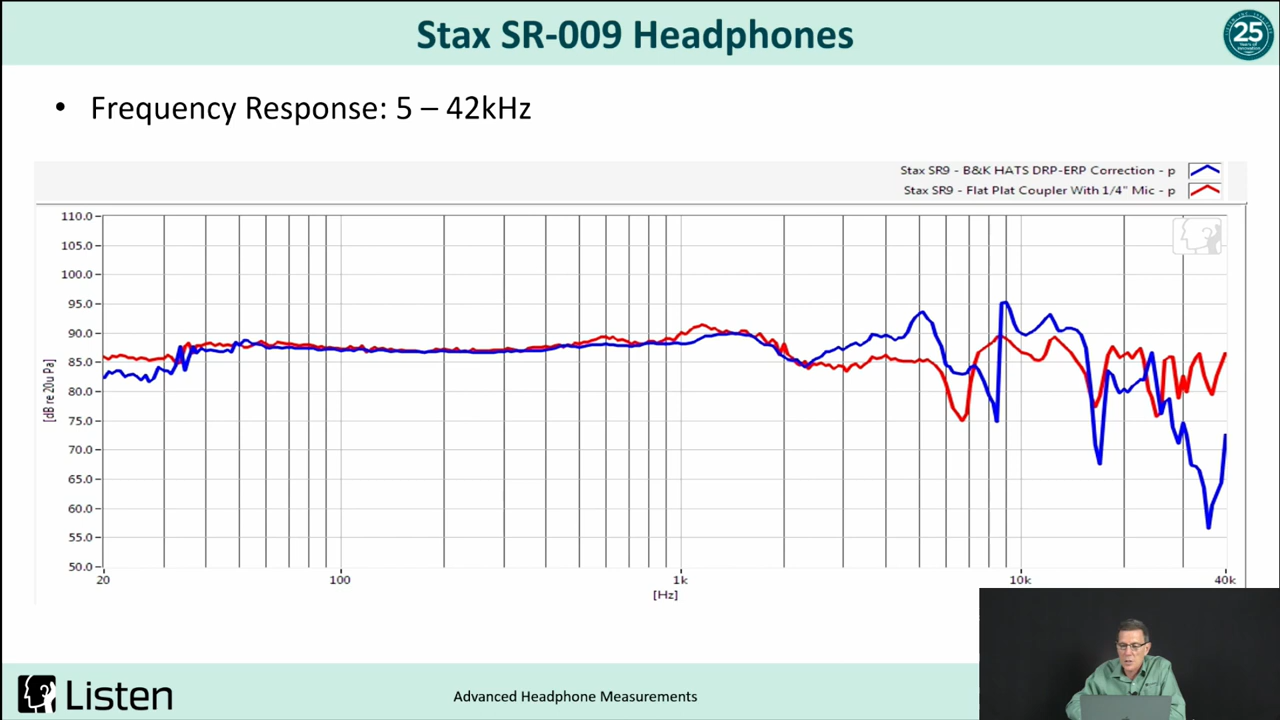 Stax SR-009 Headphones
25
• Frequency Response: 5 – 42kHz
Stax SR9 - B&K HATS DRP-ERP Correction - p
Stax SR9 - Flat Plat Coupler With 1/4" Mic - p
110.0
105.0
100.0
95.0
90.0
85.0
80.0
75.0
70.0
65.0
60.0
55.0
50.0
[dB re 20u Pa]
20 100 1k 10k 40k
[Hz]
Listen
Advanced Headphone Measurements